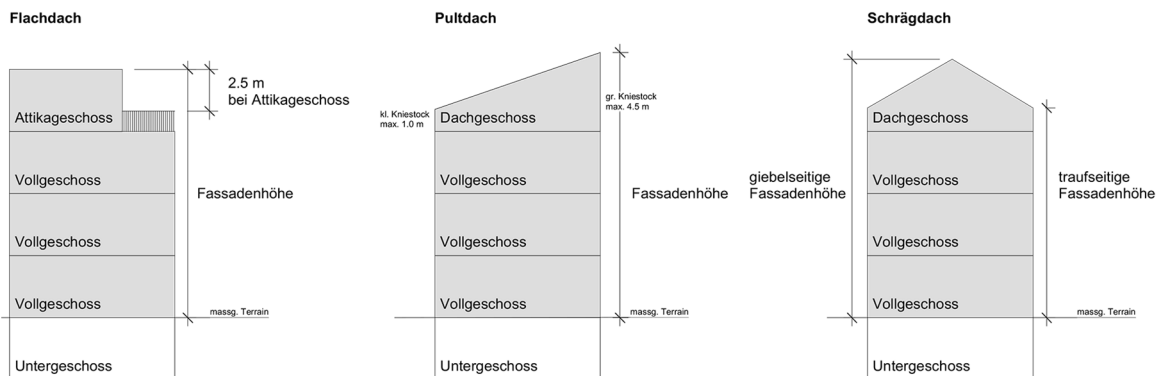 Flachdach
2.5 m
bei Attikageschoss
Attikageschoss
Vollgeschoss
Fassadenhöhe
Vollgeschoss
Vollgeschoss
massg. Terrain
Untergeschoss
Pultdach
gr. Kniestock
max. 4.5 m
kl. Kniestock
max. 1.0 m
Dachgeschoss
Vollgeschoss
Fassadenhöhe
Vollgeschoss
Vollgeschoss
massg. Terrain
Untergeschoss
Schrägdach
Dachgeschoss
giebelseitige
Fassadenhöhe
Vollgeschoss
traufseitige
Fassadenhöhe
Vollgeschoss
Vollgeschoss
massg. Terrain
Untergeschoss